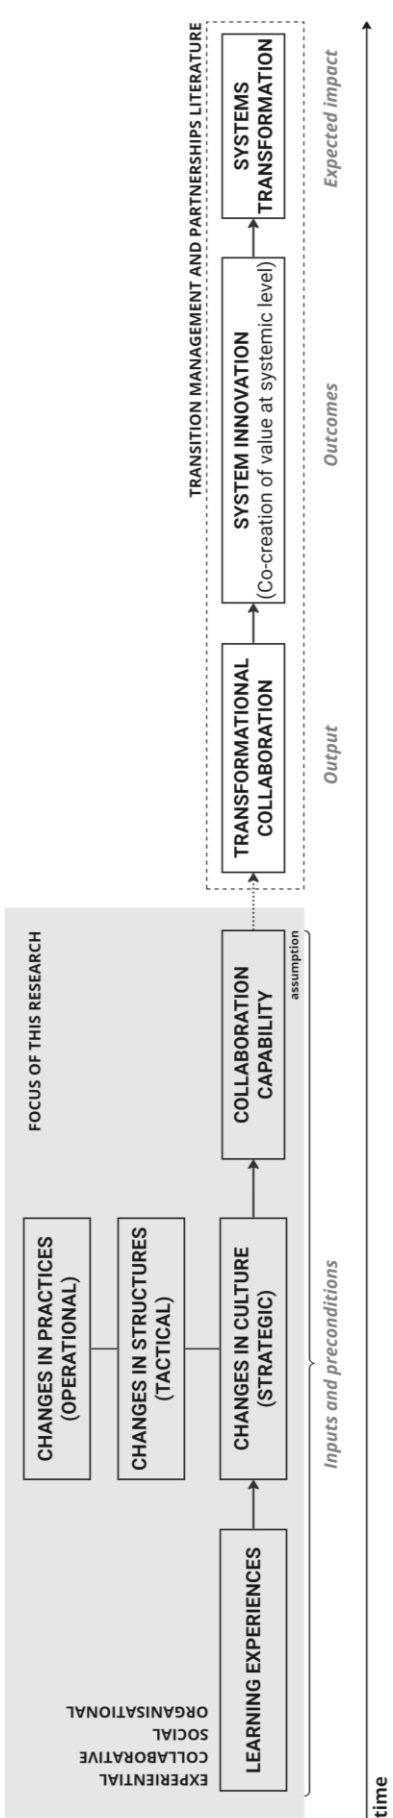 TRANSITION MANAGEMENT AND PARTNERSHIPS LITERATURE
FOCUS OF THIS RESEARCH
CHANGES IN PRACTICES
(OPERATIONAL)
CHANGES IN STRUCTURES
(TACTICAL)
EXPERIENTIAL
COLLABORATIVE
SOCIAL
ORGANISATIONAL
LEARNING EXPERIENCES
CHANGES IN CULTURE
(STRATEGIC)
COLLABORATION
CAPABILITY
TRANSFORMATIONAL
COLLABORATION
SYSTEM INNOVATION
(Co-creation of value at systemic level)
SYSTEMS
TRANSFORMATION
assumption
Inputs and preconditions
Output
Outcomes
Expected impact
time